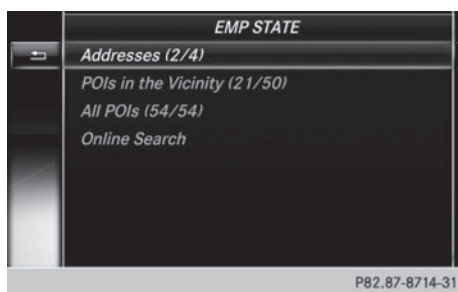 EMP STATE
Addresses (2/4)
POIs in the Vicinity (21/50)
All POIs (54/54)
Online Search
P82.87-8714-31